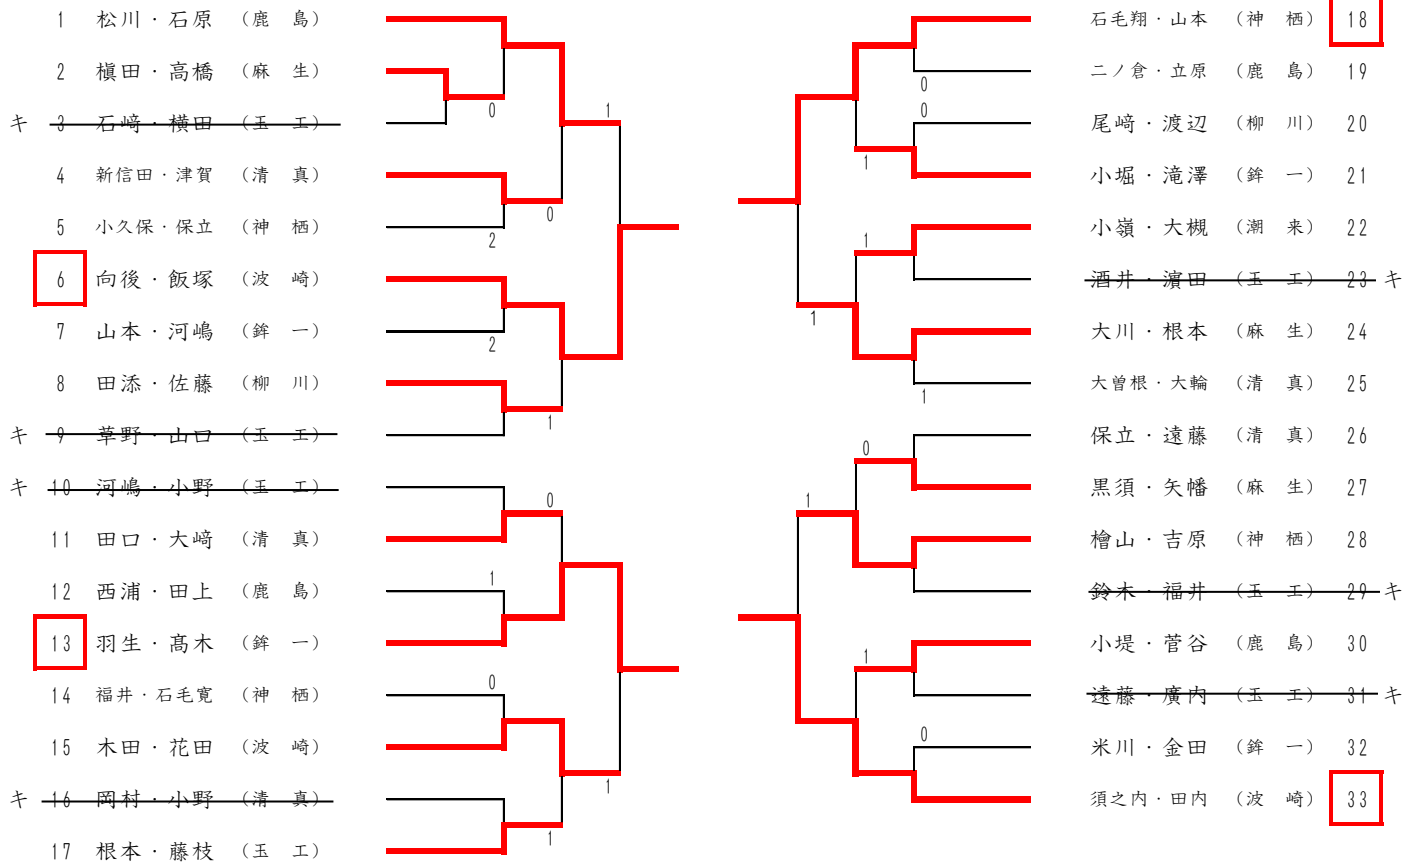 1 松川・石原 (鹿 島)
2 槇田・高橋 (麻 生)
0
1
キ 3 石﨑・横田 (玉 工)
4 新信田・津賀 (清 真)
0
5 小久保・保立 (神 栖)
2
6 向後・飯塚 (波 崎)
7 山本・河嶋 (鉾 一)
2
8 田添・佐藤 (柳 川)
1
キ 9 草野・山口 (玉 工)
キ 10 河嶋・小野 (玉 工)
0
11 田口・大﨑 (清 真)
12 西浦・田上 (鹿 島)
1
13 羽生・髙木 (鉾 一)
14 福井・石毛寛 (神 栖)
0
15 木田・花田 (波 崎)
1
キ 16 岡村・小野 (清 真)
1
17 根本・藤枝 (玉 工)
石毛翔・山本 (神 栖) 18
二ノ倉・立原 (鹿 島) 19
0
0
尾﨑・渡辺 (柳 川) 20
1
小堀・滝澤 (鉾 一) 21
小嶺・大槻 (潮 来) 22
1
酒井・濵田 (玉 工) 23 キ
1
大川・根本 (麻 生) 24
大曽根・大輪 (清 真) 25
1
保立・遠藤 (清 真) 26
0
黒須・矢幡 (麻 生) 27
1
檜山・吉原 (神 栖) 28
鈴木・福井 (玉 工) 29 キ
小堤・菅谷 (鹿 島) 30
1
遠藤・廣内 (玉 工) 31 キ
0
米川・金田 (鉾 一) 32
須之内・田内 (波 崎) 33